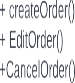 + createOrder()
+ EditOrder()
+CancelOrder()